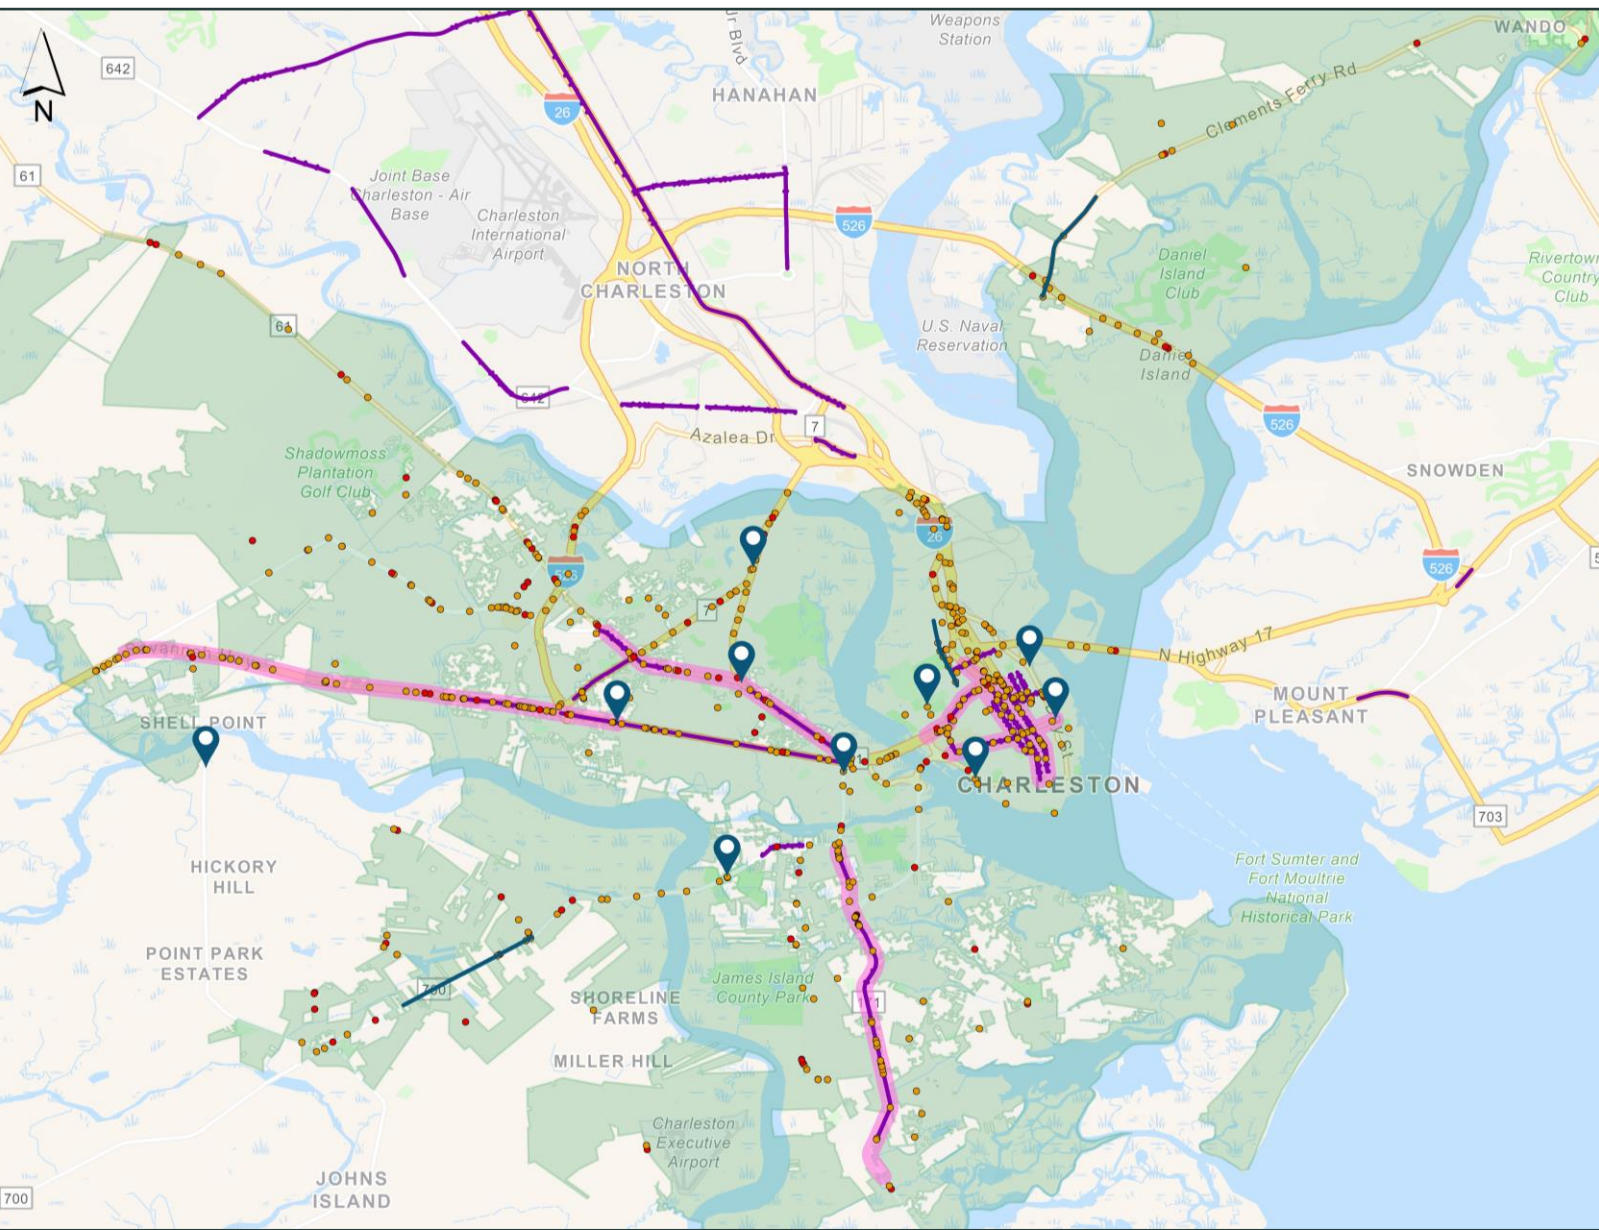 Weapons
Station
WANDO
642
N
HANAHAN
26
Clements Ferry Rd
61
Joint Base
Charleston - Air
Base
Charleston
International
Airport
526
NORTH
CHARLESTON
Daniel
Island
Club
Rivertown
Country
Club
61
U.S. Naval
Reservation
Daniel
Island
642
7
Azalea Dr
526
Shadowmoss
Plantation
Golf Club
SNOWDEN
26
526
526
7
N Highway 17
SHELL POINT
MOUNT
PLEASANT
CHARLESTON
703
HICKORY
HILL
Fort Sumter and
Fort Moultrie
National
Historical Park
POINT PARK
ESTATES
700
SHORELINE
FARMS
James Island
County Park
MILLER HILL
Charleston
Executive
Airport
JOHNS
ISLAND
700